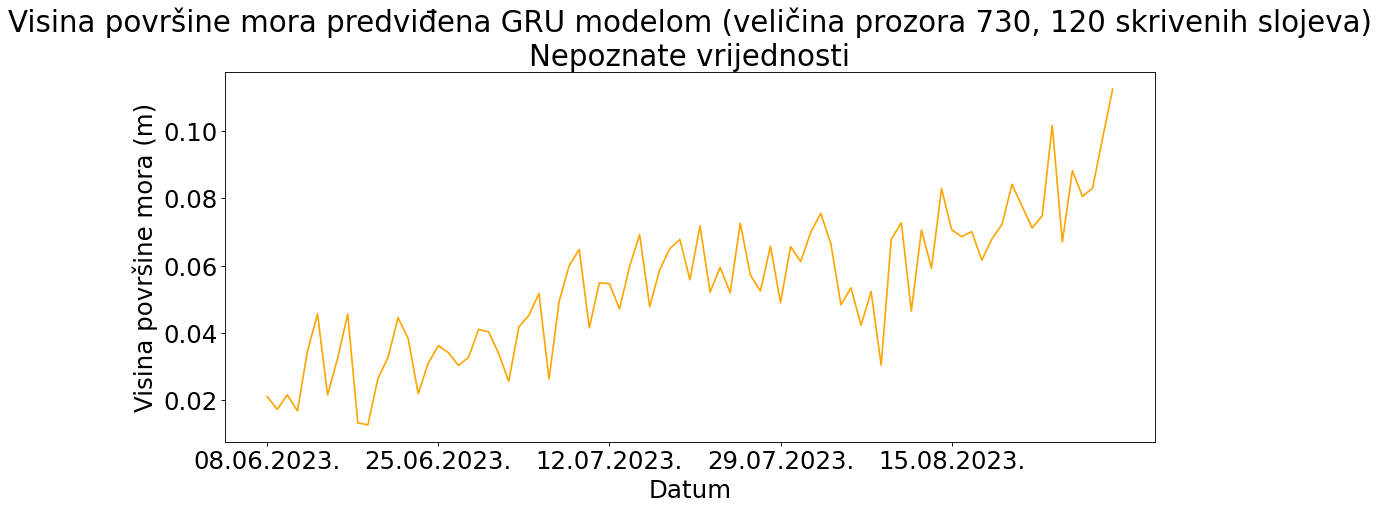 Visina površine mora predviđena GRU modelom (veličina prozora 730, 120 skrivenih slojeva)
Nepoznate vrijednosti
Visina površine mora (m)
0.10
0.08
0.06
0.04
0.02
08.06.2023. 25.06.2023. 12.07.2023. 29.07.2023. 15.08.2023.
Datum